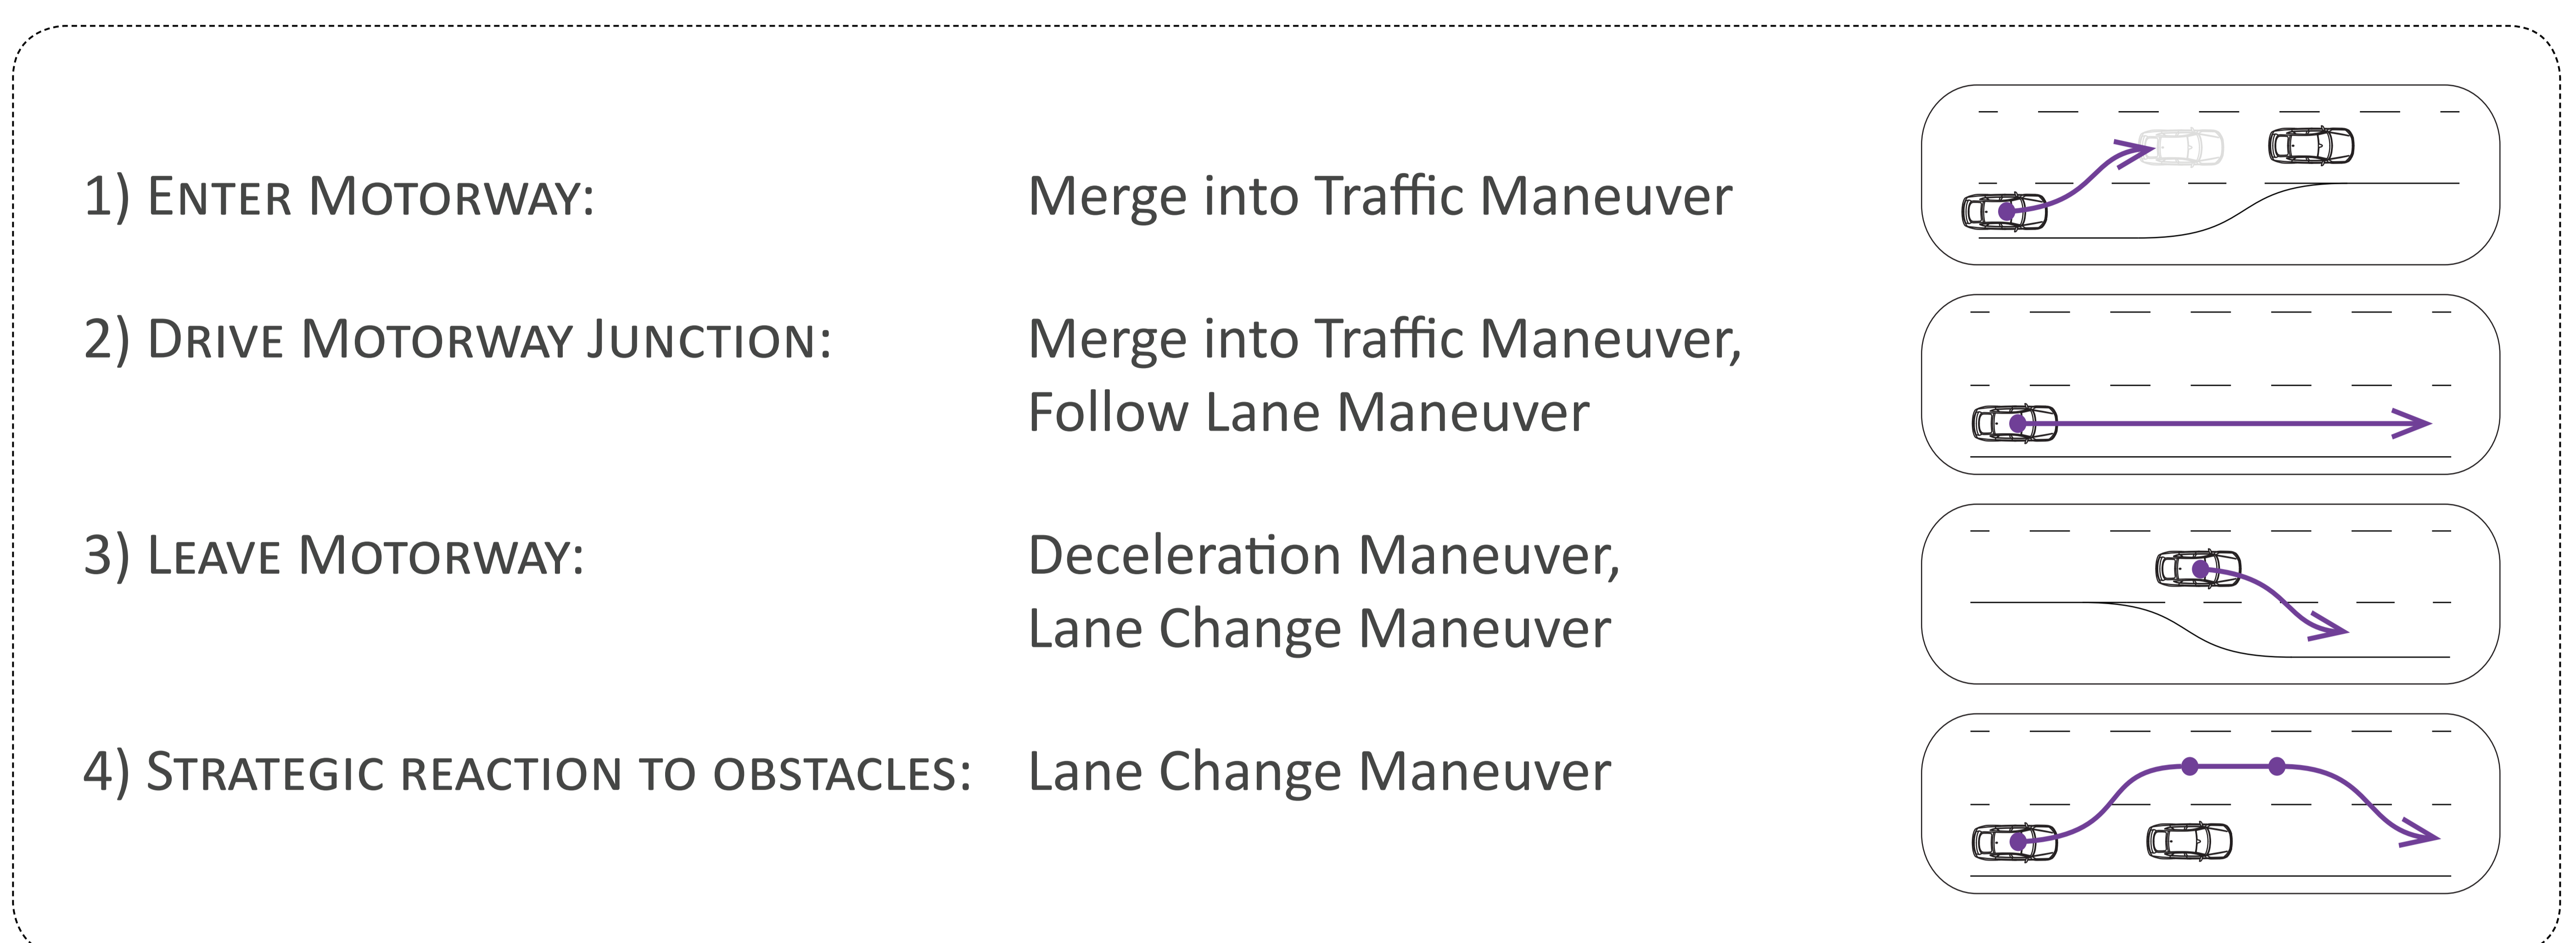 1) ENTER MOTORWAY: Merge into Traffic Maneuver
2) DRIVE MOTORWAY JUNCTION: Merge into Traffic Maneuver,
Follow Lane Maneuver
3) LEAVE MOTORWAY: Deceleration Maneuver,
Lane Change Maneuver
4) STRATEGIC REACTION TO OBSTACLES: Lane Change Maneuver